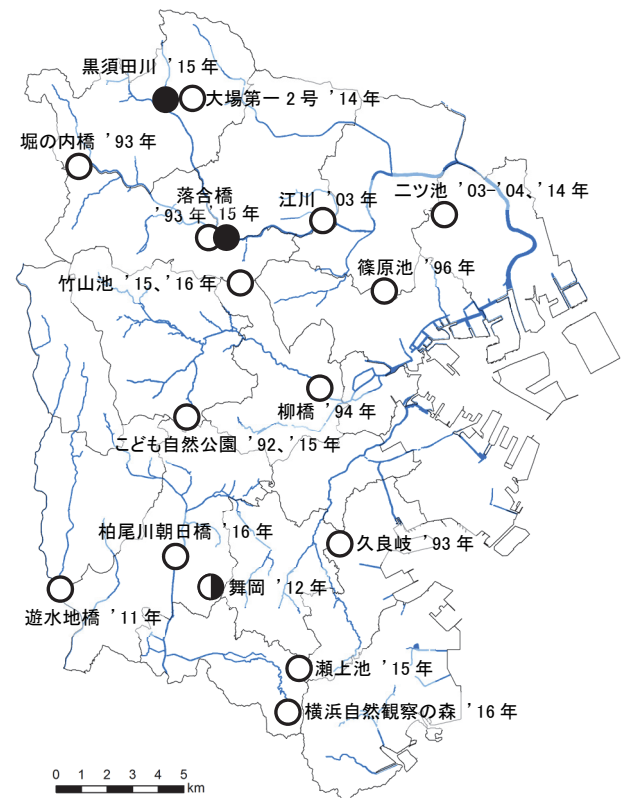 黒須田川 ’15 年
大場第一 2 号 ’14 年
堀の内橋 ’93 年
落合橋
’93 年 ’15 年
江川 ’03 年
二ツ池 ’03-’04、’14 年
竹山池 ’15、’16 年
篠原池 ’96 年
柳橋 ’94 年
こども自然公園 ’92、’15 年
柏尾川朝日橋 ’16 年
久良岐 ’93 年
舞岡 ’12 年
遊水地橋 ’11 年
瀬上池 ’15 年
横浜自然観察の森 ’16 年
0 1 2 3 4 5
km